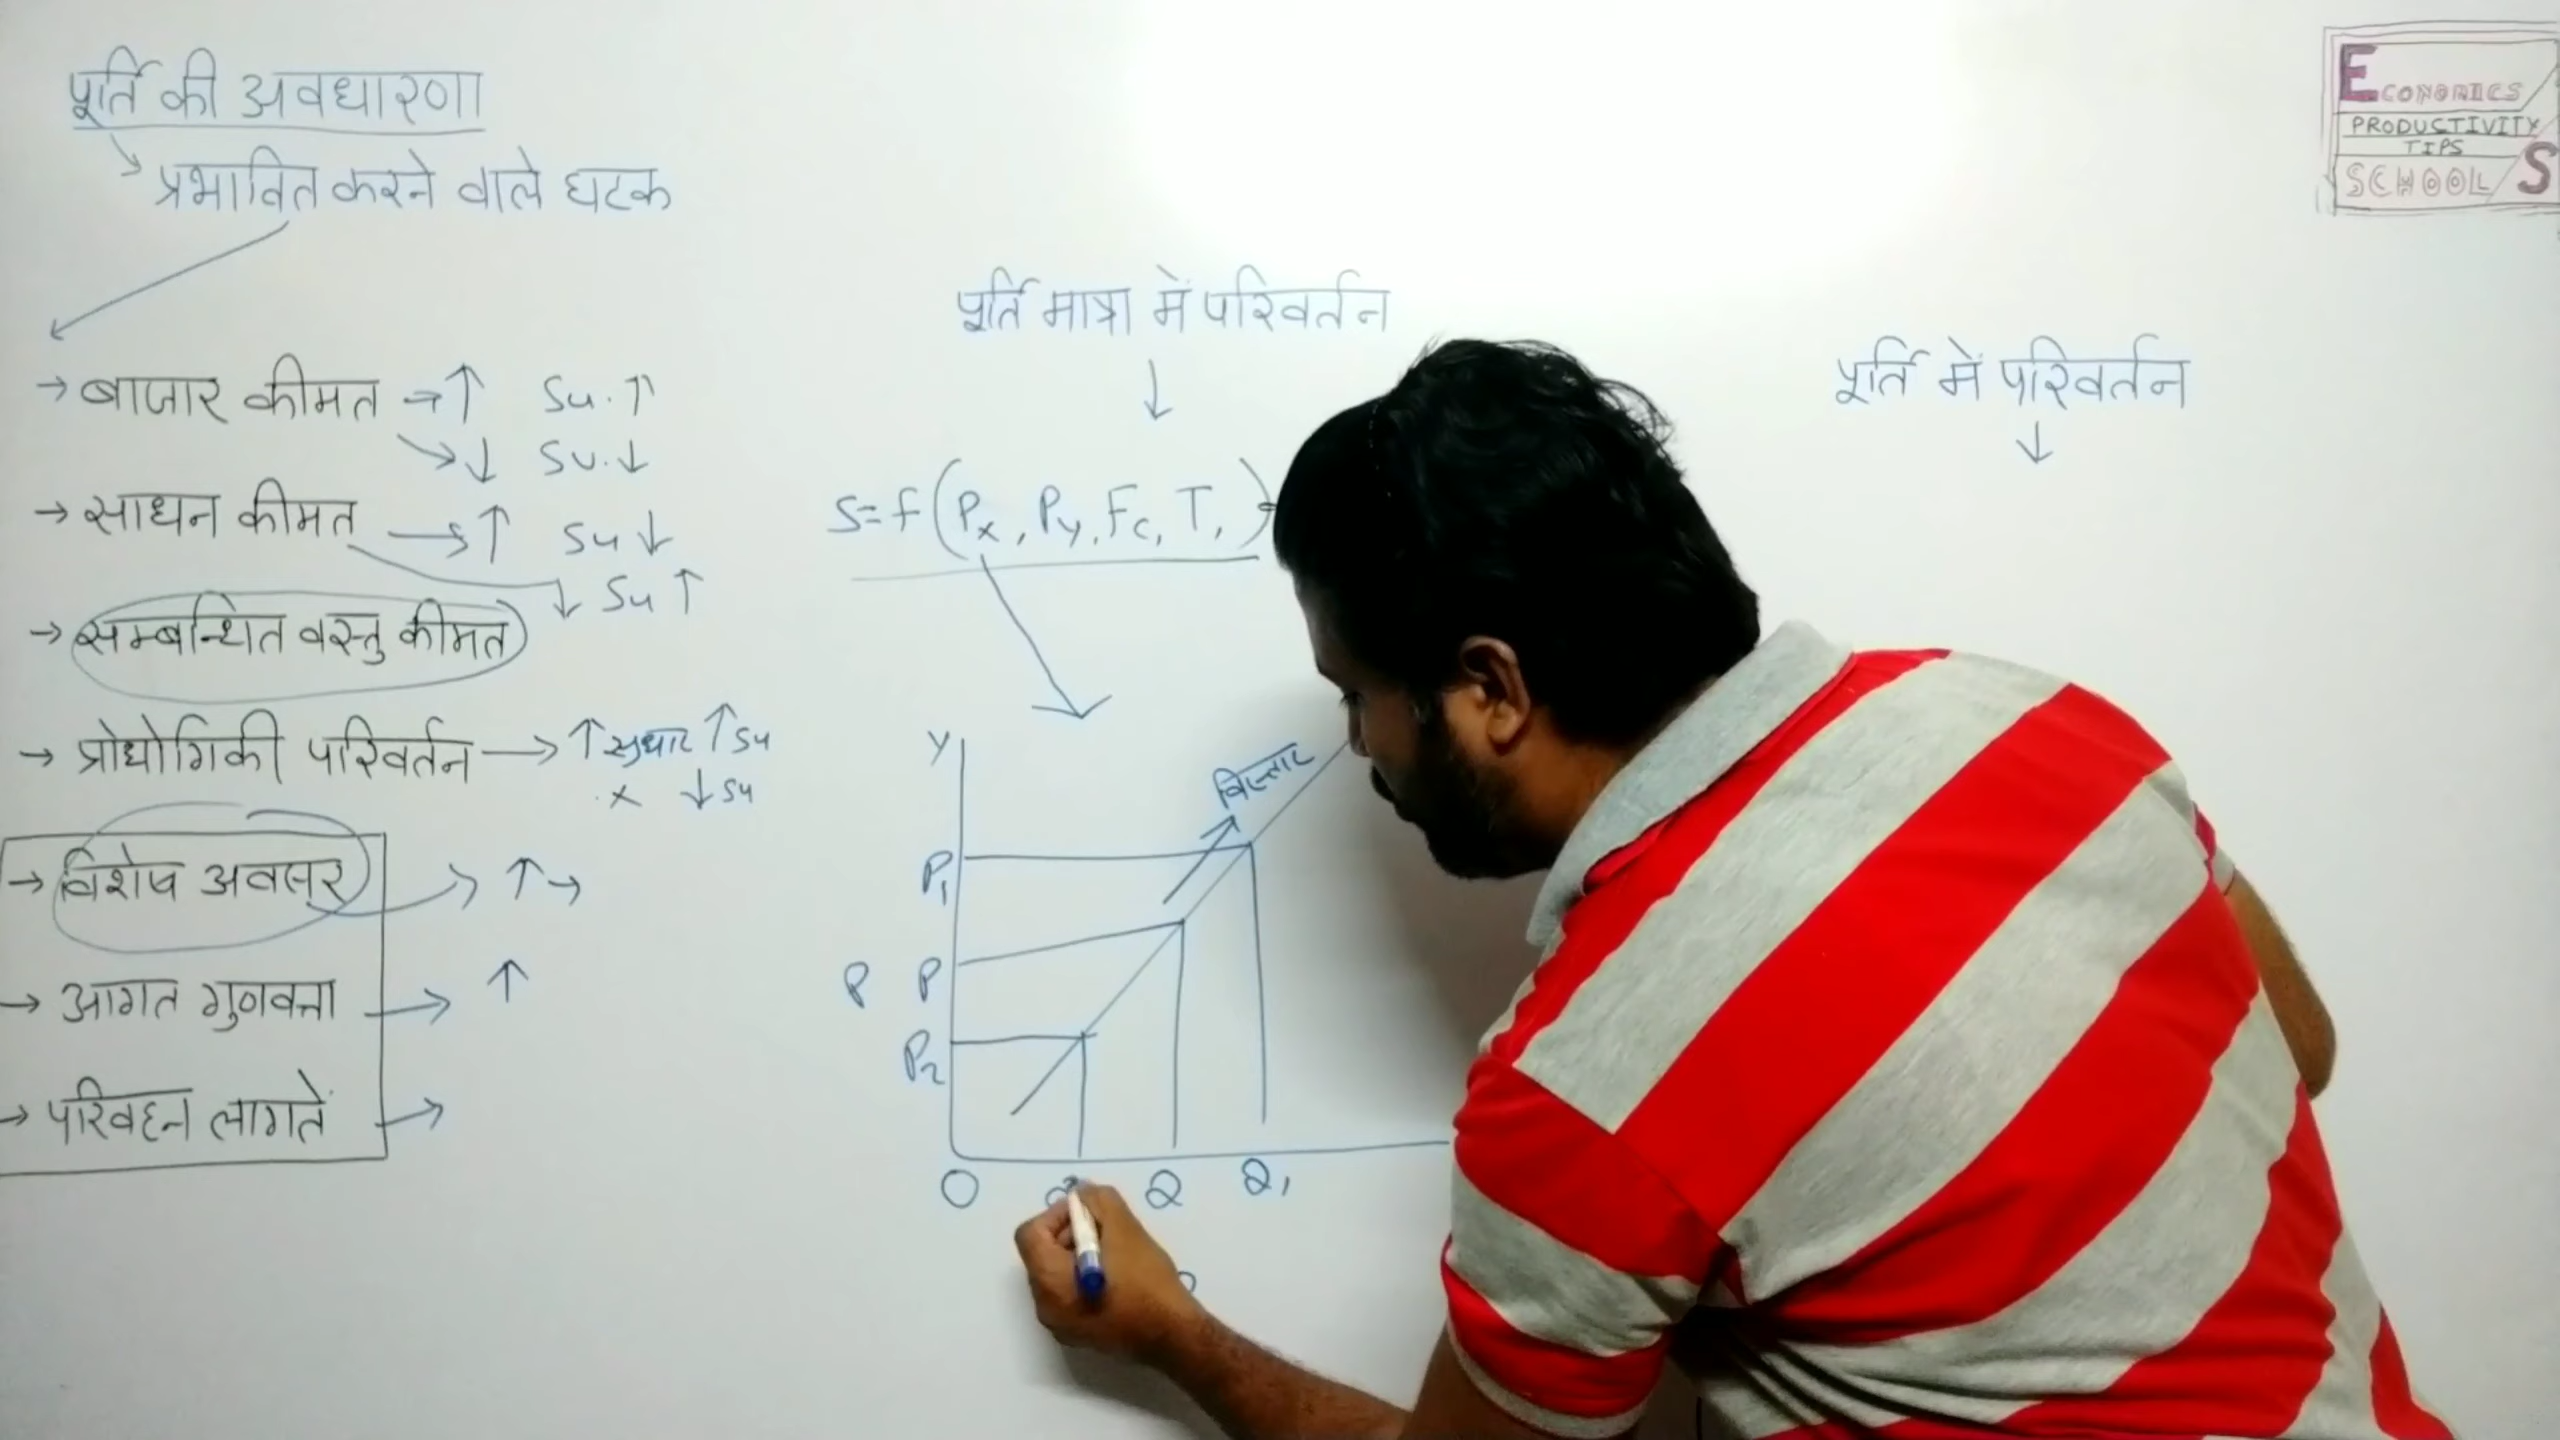 पूर्ति की अवधारणा
प्रभावित करने वाले घटक
→ बाजार कीमत → ↑ Su. ↑
↓ Su. ↓
→ साधन कीमत → ↑ Su ↓
↓ Su ↑
→ सम्बन्धित वस्तु कीमत
→ प्रोद्योगिकी परिवर्तन → ↑ सुधार ↑ Su
x ↓ Su
→ विशेष अवसर → ↑ →
→ आगत गुणवत्ता → ↑
→ परिवहन लागतें →
पूर्ति मात्रा में परिवर्तन
↓
S = f (Px, Py, Fc, T, )
Y
विस्तार
P1
P P
P2
O Q Q1
पूर्ति में परिवर्तन
↓
ECONOMICS
PRODUCTIVITY
TIPS
SCHOOL S